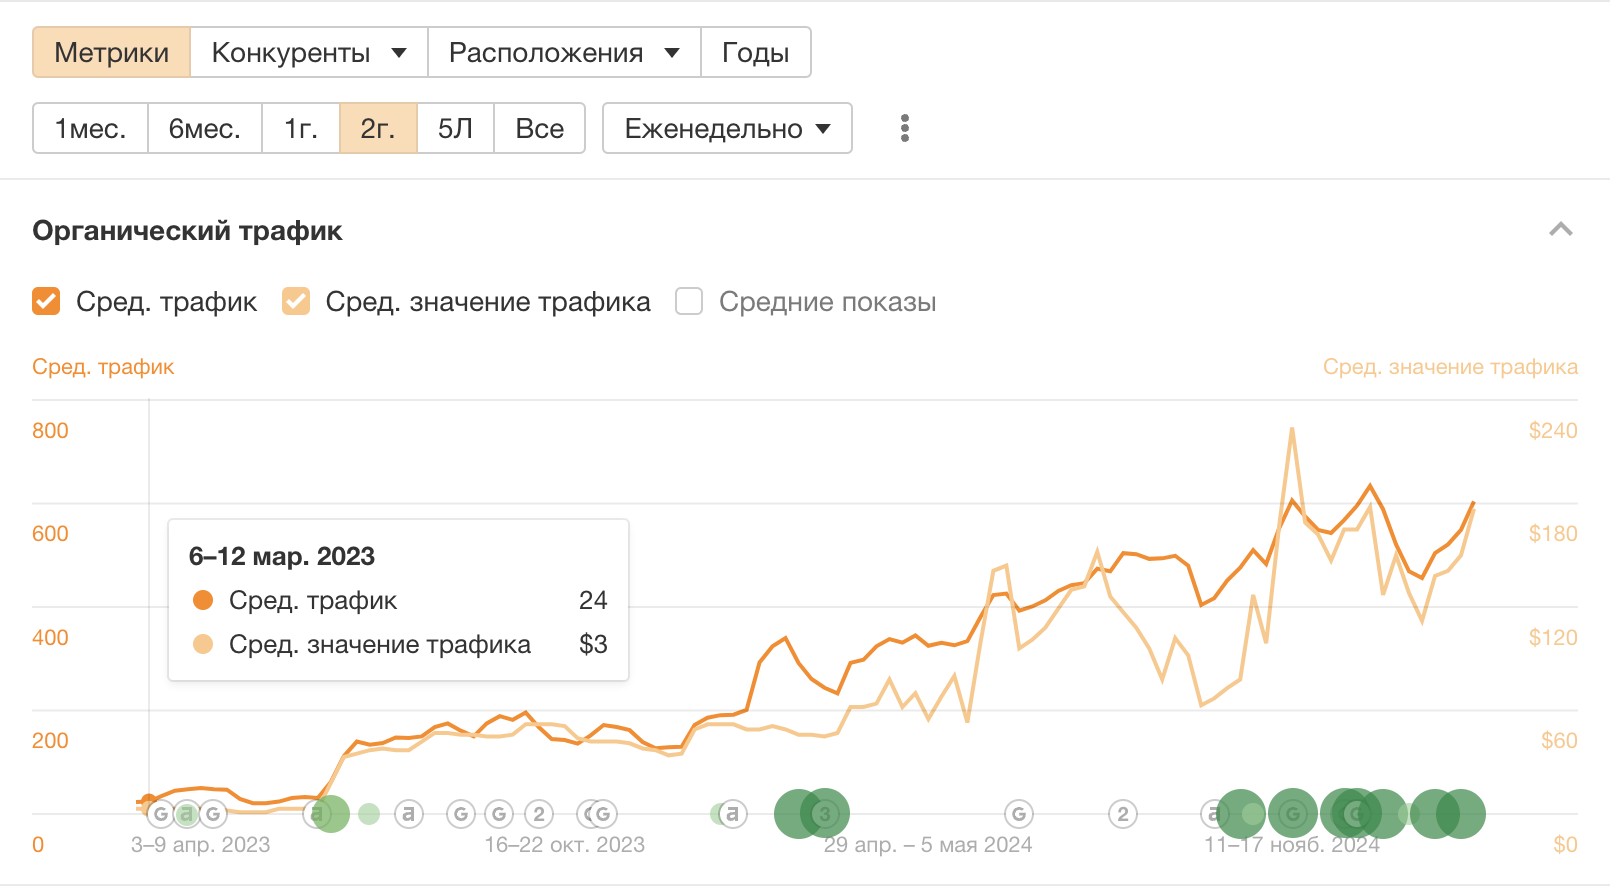 Метрики Конкуренты Расположения Годы
1мес. 6мес. 1г. 2г. 5Л Все Еженедельно
Органический трафик
Сред. трафик Сред. значение трафика Средние показы
Сред. трафик Сред. значение трафика
800 $240
600 $180
6–12 мар. 2023
Сред. трафик 24
Сред. значение трафика $3
400 $120
200 $60
G a G a a G G 2 G G a 3 G 2 a G G
0 3–9 апр. 2023 16–22 окт. 2023 29 апр. – 5 мая 2024 11–17 нояб. 2024 $0